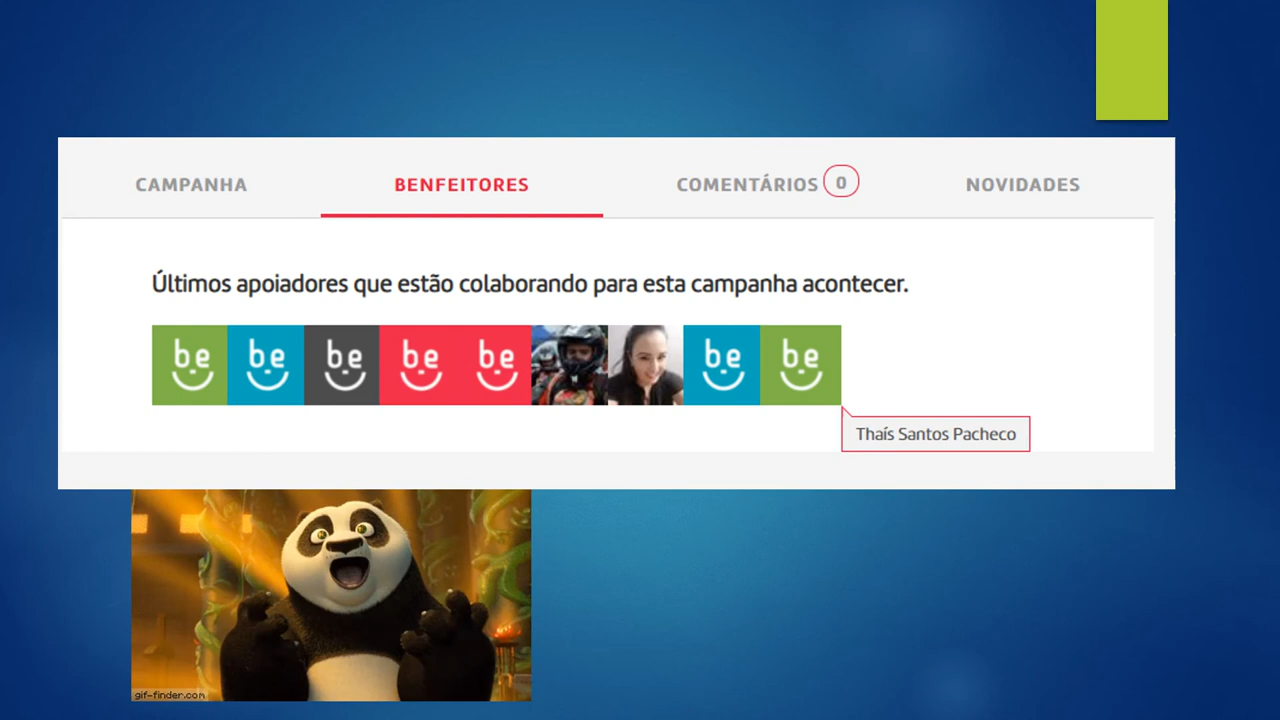 CAMPANHA
BENFEITORES
COMENTÁRIOS 0
NOVIDADES
Últimos apoiadores que estão colaborando para esta campanha acontecer.
be be be be be be be
Thaís Santos Pacheco
gif-finder.com